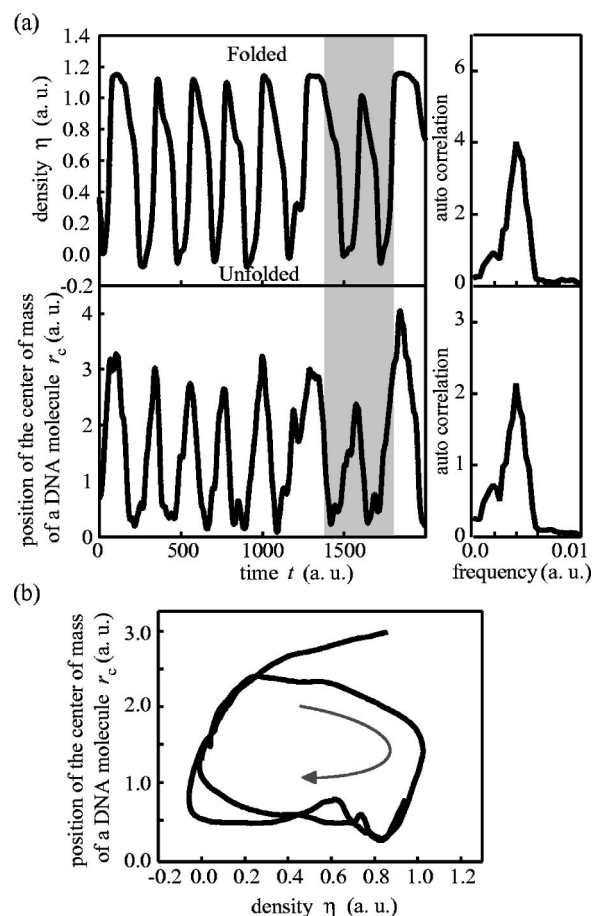 (a)
density η (a. u.)
1.4
1.2
1.0
0.8
0.6
0.4
0.2
0.0
-0.2
Folded
Unfolded
auto correlation
6
4
2
0
position of the center of mass
of a DNA molecule rc (a. u.)
4
3
2
1
0
0
500
1000
1500
time t (a. u.)
auto correlation
3
2
1
0
0.0
0.01
frequency (a. u.)
(b)
position of the center of mass
of a DNA molecule rc (a. u.)
3.0
2.0
1.0
0.0
-0.2
0.0
0.2
0.4
0.6
0.8
1.0
1.2
density η (a. u.)